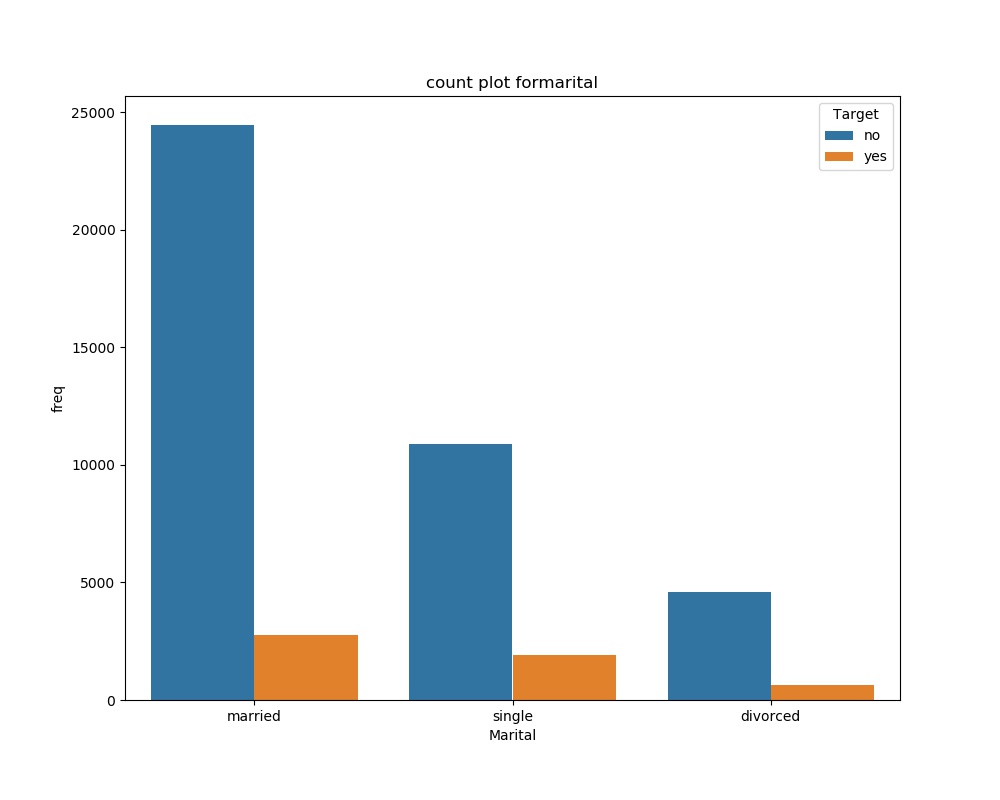 count plot formarital
Target
no
yes
25000
20000
15000
10000
5000
0
freq
married single divorced
Marital